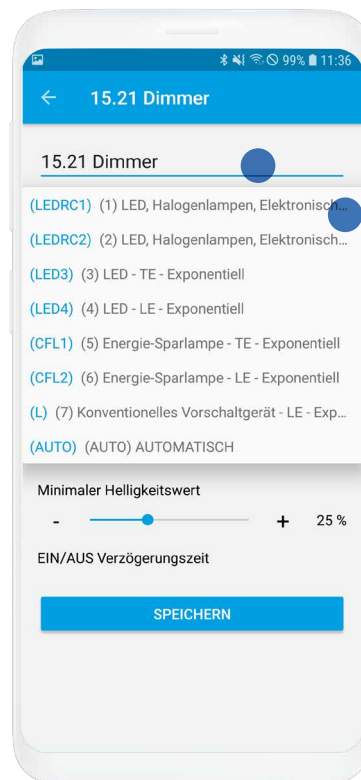 99% 11:36
15.21 Dimmer
15.21 Dimmer
(LEDRC1) (1) LED, Halogenlampen, Elektronisch...
(LEDRC2) (2) LED, Halogenlampen, Elektronisch...
(LED3) (3) LED - TE - Exponentiell
(LED4) (4) LED - LE - Exponentiell
(CFL1) (5) Energie-Sparlampe - TE - Exponentiell
(CFL2) (6) Energie-Sparlampe - LE - Exponentiell
(L) (7) Konventionelles Vorschaltgerät - LE - Exp...
(AUTO) (AUTO) AUTOMATISCH
Minimaler Helligkeitswert
- + 25 %
EIN/AUS Verzögerungszeit
SPEICHERN